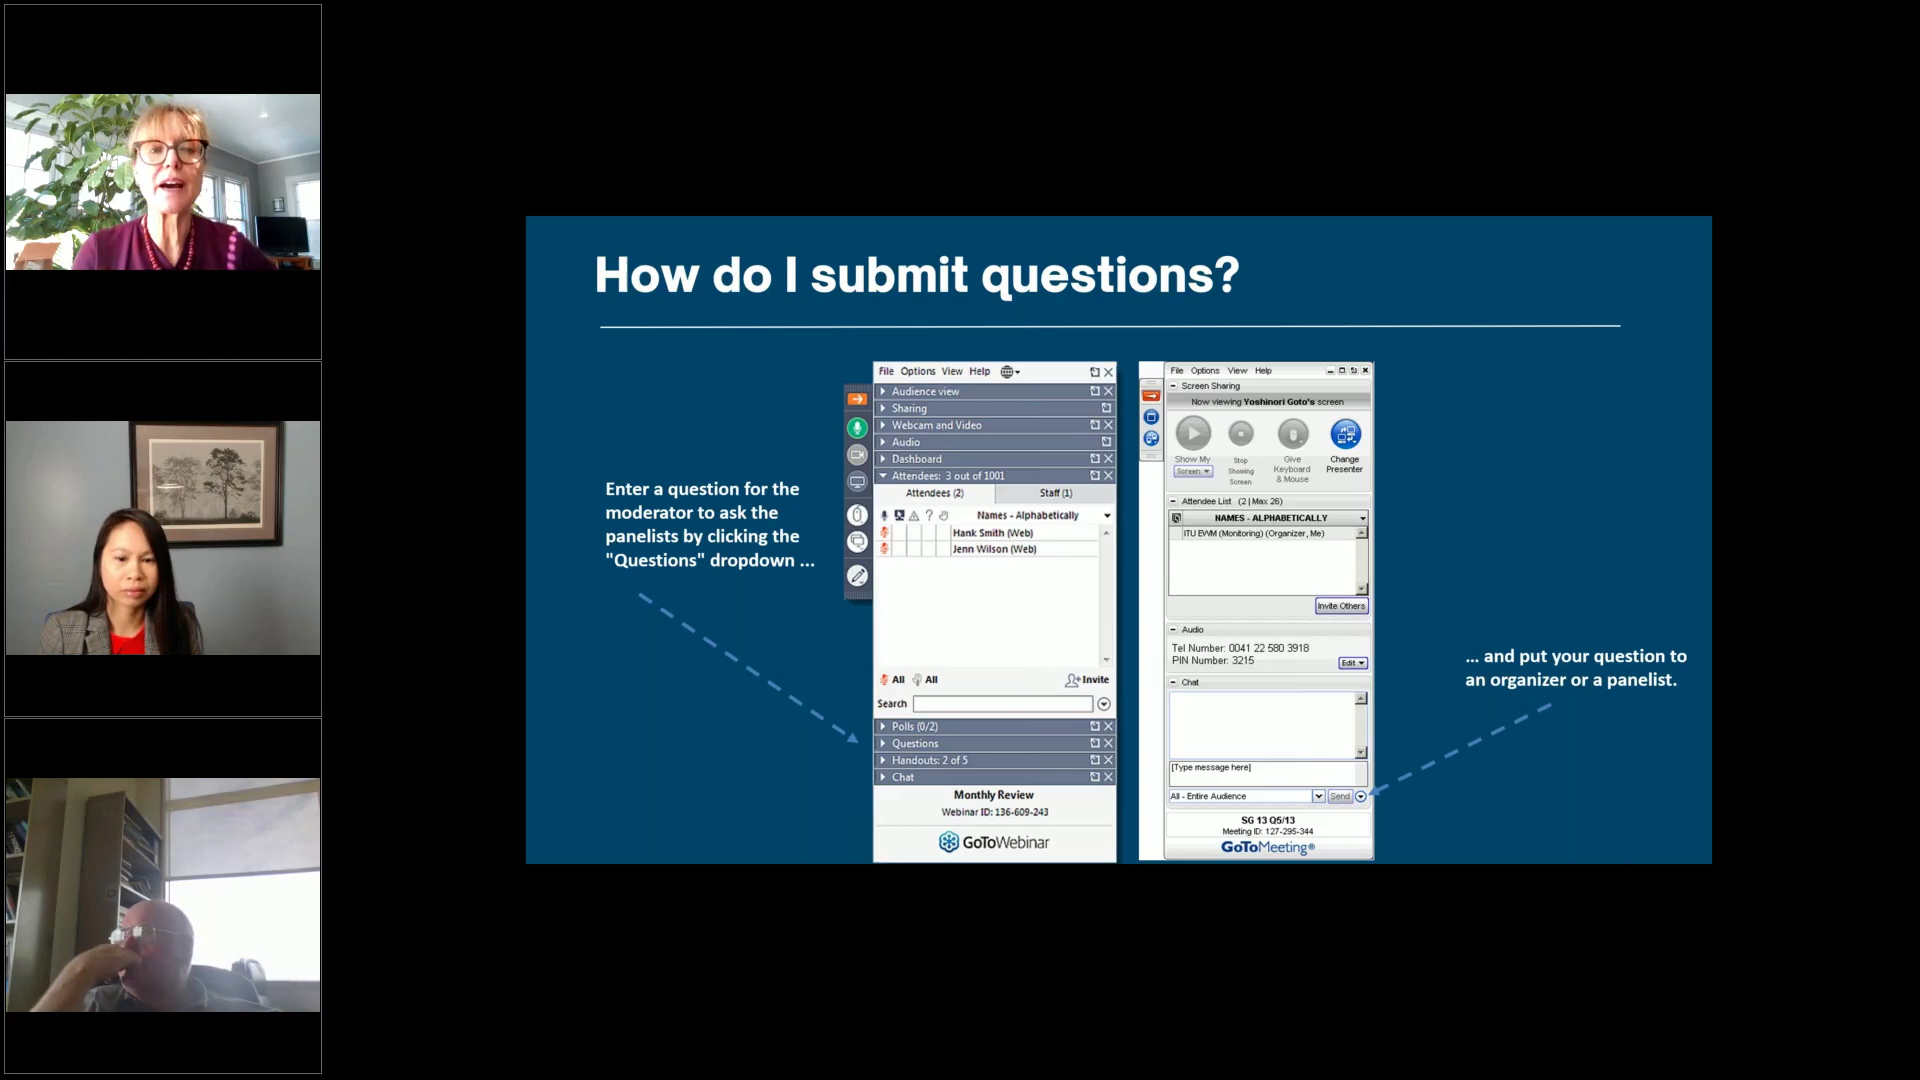 How do I submit questions?
Enter a question for the
moderator to ask the
panelists by clicking the
"Questions" dropdown ...
File Options View Help
Audience view
Sharing
Webcam and Video
Audio
Dashboard
Attendees: 3 out of 1001
Attendees (2) Staff (1)
? Names - Alphabetically
Hank Smith (Web)
Jenn Wilson (Web)
All All Invite
Search
Polls (0/2)
Questions
Handouts: 2 of 5
Chat
Monthly Review
Webinar ID: 136-609-243
GoToWebinar
File Options View Help
Screen Sharing
Now viewing Yoshinori Goto's screen
Show My
Screen
Stop
Showing
Screen
Give
Keyboard
& Mouse
Change
Presenter
Attendee List (2 | Max 26)
NAMES - ALPHABETICALLY
ITU EWM (Monitoring) (Organizer, Me)
Invite Others
Audio
Tel Number: 0041 22 580 3918
PIN Number: 3215
Edit
Chat
[Type message here]
All - Entire Audience Send
SG 13 Q5/13
Meeting ID: 127-295-344
GoToMeeting®
... and put your question to
an organizer or a panelist.